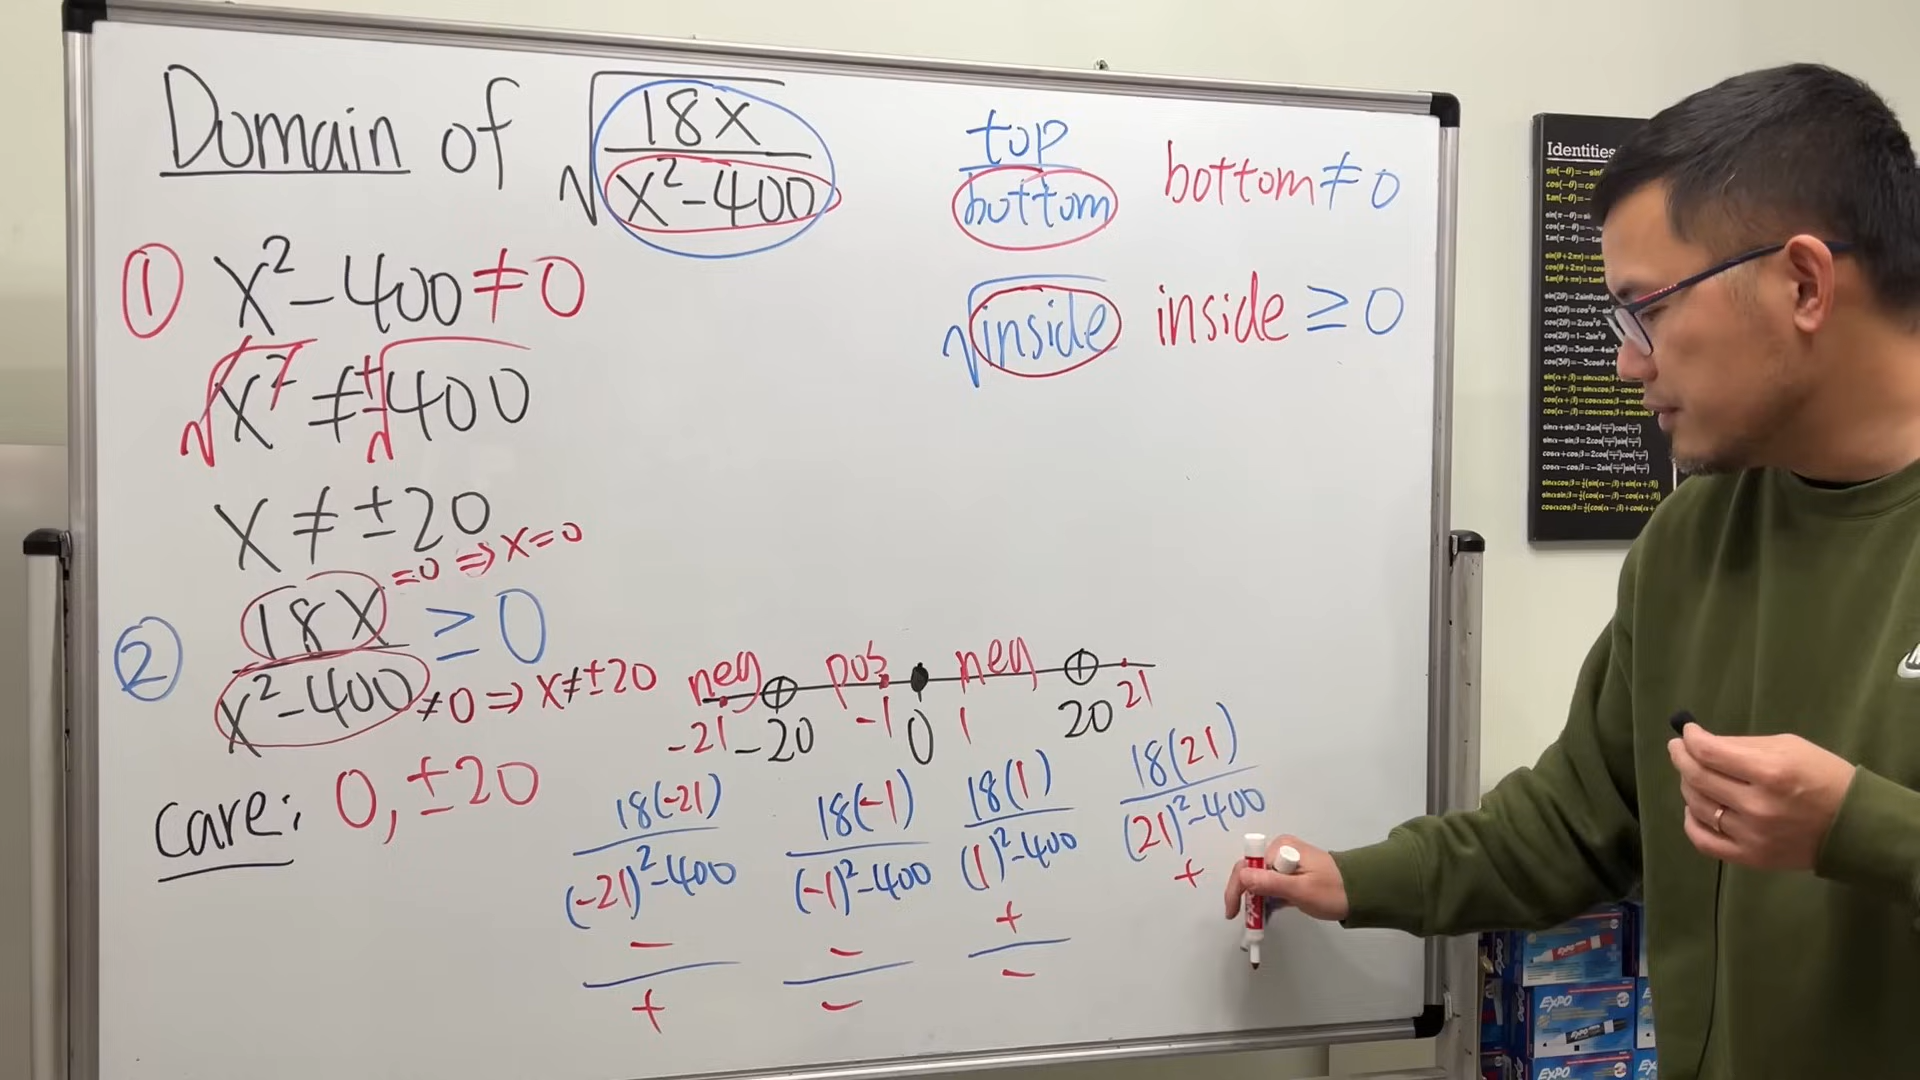 Domain of √(18x/(x²-400))
top
bottom
bottom ≠ 0
√inside
inside ≥ 0
① x²-400≠0
√x² ≠ ±√400
x ≠ ±20
② 18x/(x²-400) ≥ 0
=0 ⇒ x=0
≠0 ⇒ x≠±20
neg pos neg
-21 -20 -1 0 1 20 21
care: 0, ±20
18(-21)/((-21)²-400)
-/+
18(-1)/((-1)²-400)
-/-
18(1)/((1)²-400)
+/-
18(21)/((21)²-400)
+
Identities
EXPO
EXPO
EXPO